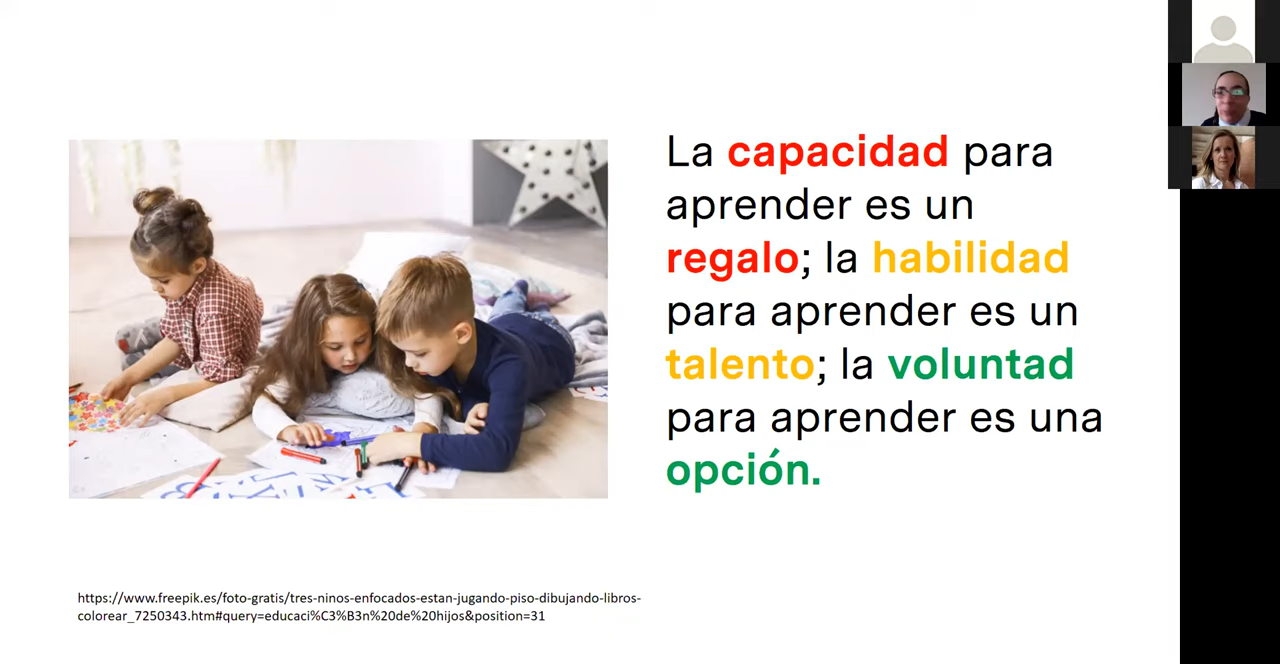 La capacidad para
aprender es un
regalo; la habilidad
para aprender es un
talento; la voluntad
para aprender es una
opción.
https://www.freepik.es/foto-gratis/tres-ninos-enfocados-estan-jugando-piso-dibujando-libros-
colorear_7250343.htm#query=educaci%C3%B3n%20de%20hijos&position=31